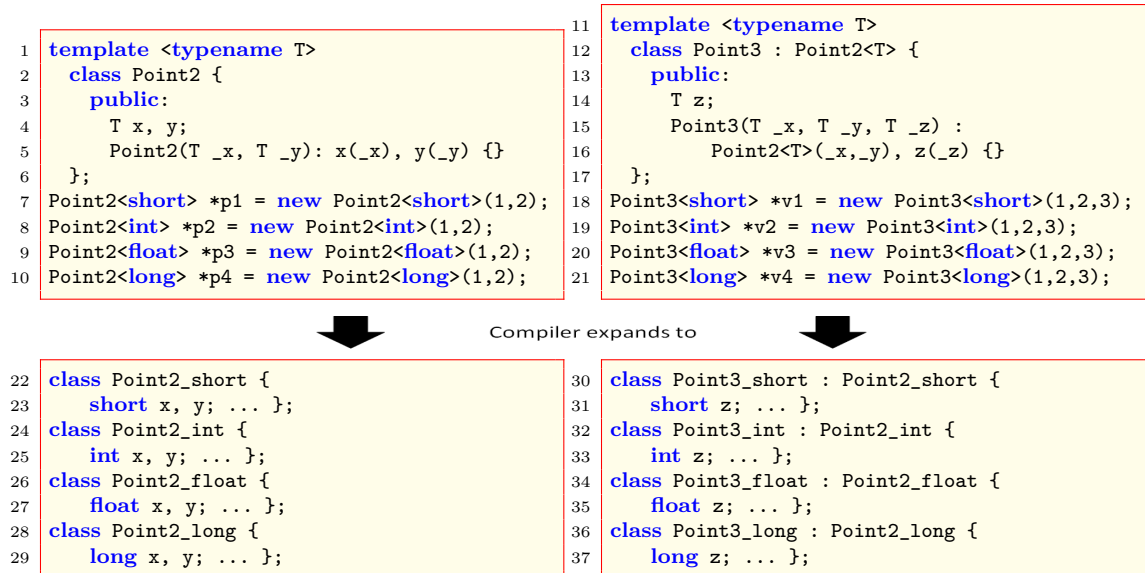 1 template <typename T>
2 class Point2 {
3 public:
4 T x, y;
5 Point2(T _x, T _y): x(_x), y(_y) {}
6 };
7 Point2<short> *p1 = new Point2<short>(1,2);
8 Point2<int> *p2 = new Point2<int>(1,2);
9 Point2<float> *p3 = new Point2<float>(1,2);
10 Point2<long> *p4 = new Point2<long>(1,2);
11 template <typename T>
12 class Point3 : Point2<T> {
13 public:
14 T z;
15 Point3(T _x, T _y, T _z) :
16 Point2<T>(_x,_y), z(_z) {}
17 };
18 Point3<short> *v1 = new Point3<short>(1,2,3);
19 Point3<int> *v2 = new Point3<int>(1,2,3);
20 Point3<float> *v3 = new Point3<float>(1,2,3);
21 Point3<long> *v4 = new Point3<long>(1,2,3);
Compiler expands to
22 class Point2_short {
23 short x, y; ... };
24 class Point2_int {
25 int x, y; ... };
26 class Point2_float {
27 float x, y; ... };
28 class Point2_long {
29 long x, y; ... };
30 class Point3_short : Point2_short {
31 short z; ... };
32 class Point3_int : Point2_int {
33 int z; ... };
34 class Point3_float : Point2_float {
35 float z; ... };
36 class Point3_long : Point2_long {
37 long z; ... };